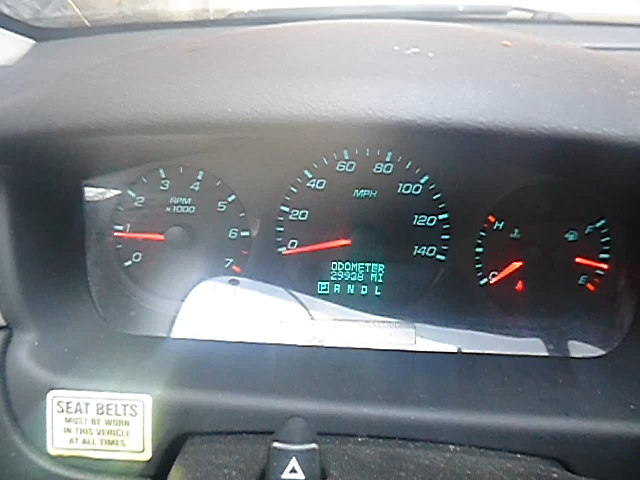 0 1 2 3 4 5 6 7
RPM
x1000
0 20 40 60 80 100 120 140
MPH
ODOMETER
29938 MI
P R N D L
H
C
F
E
SEAT BELTS
MUST BE WORN
IN THIS VEHICLE
AT ALL TIMES